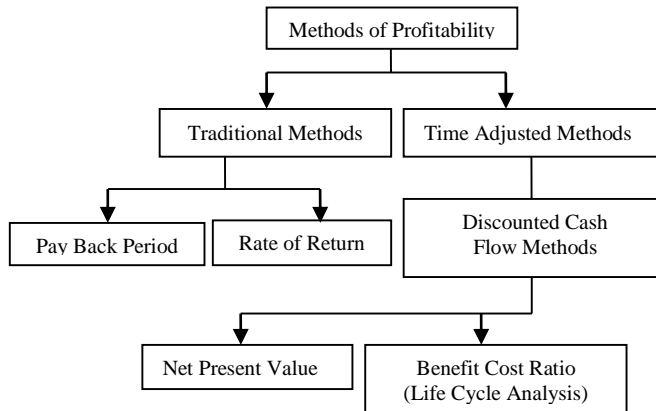 Methods of Profitability
Traditional Methods
Time Adjusted Methods
Pay Back Period
Rate of Return
Discounted Cash
Flow Methods
Net Present Value
Benefit Cost Ratio
(Life Cycle Analysis)